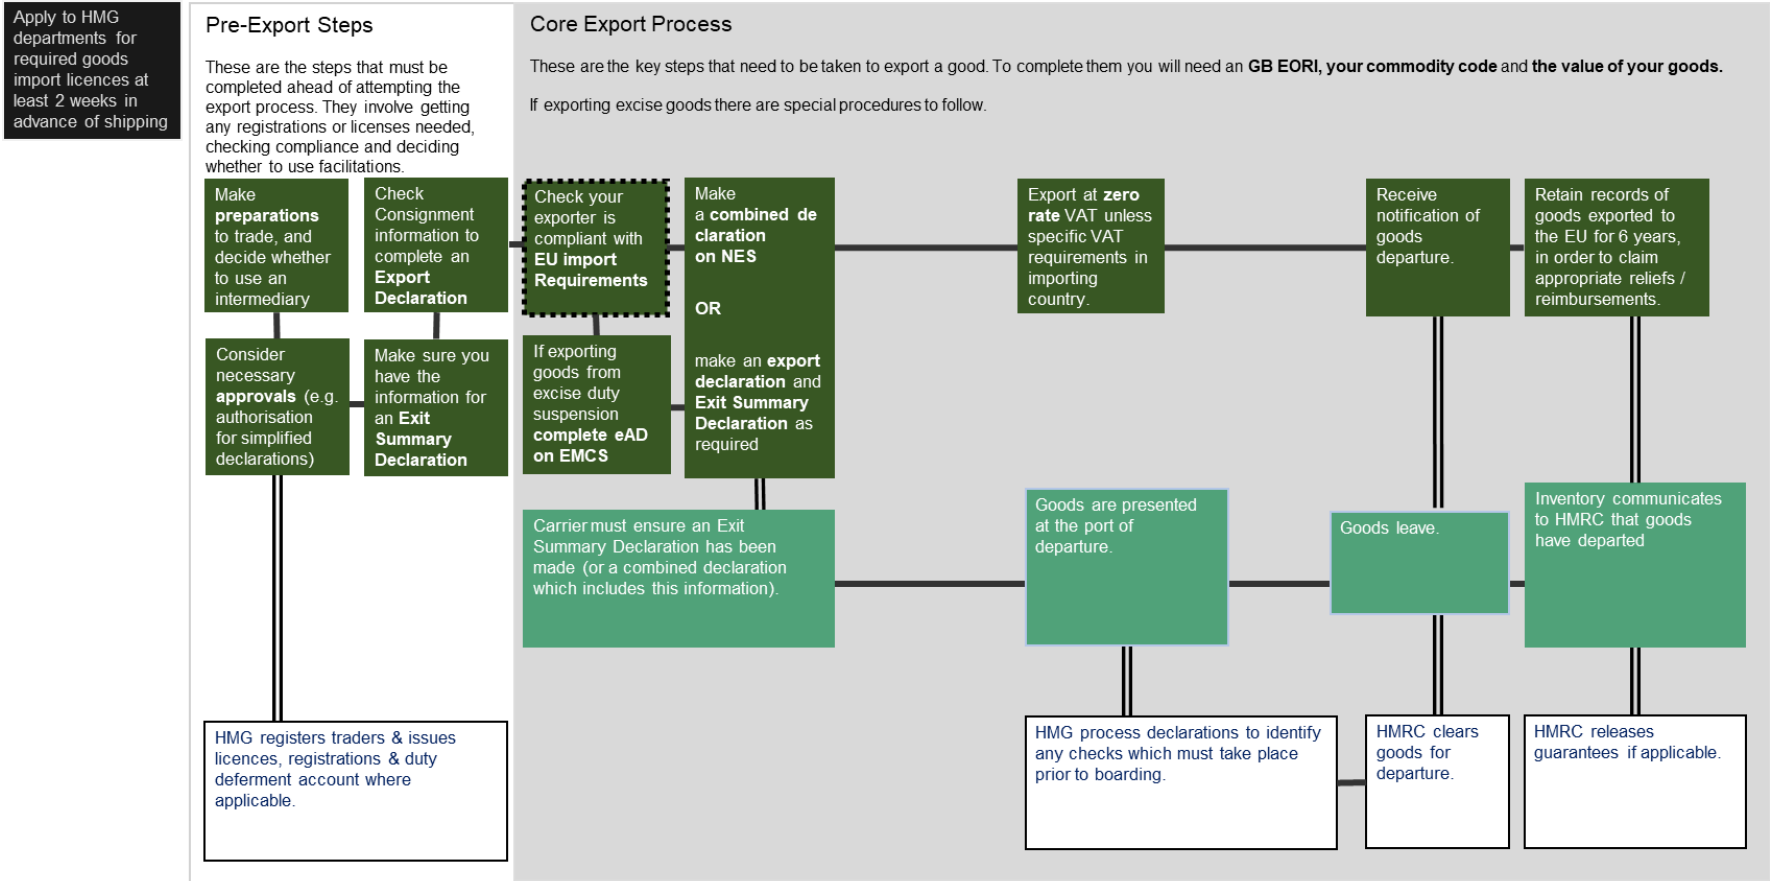 Apply to HMG
departments for
required goods
import licences at
least 2 weeks in
advance of shipping
Pre-Export Steps
These are the steps that must be
completed ahead of attempting the
export process. They involve getting
any registrations or licenses needed,
checking compliance and deciding
whether to use facilitations.
Core Export Process
These are the key steps that need to be taken to export a good. To complete them you will need an GB EORI, your commodity code and the value of your goods.
If exporting excise goods there are special procedures to follow.
Make
preparations
to trade, and
decide whether
to use an
intermediary
Check
Consignment
information to
complete an
Export
Declaration
Check your
exporter is
compliant with
EU import
Requirements
Make
a combined de
claration
on NES
OR
make an export
declaration and
Exit Summary
Declaration as
required
Export at zero
rate VAT unless
specific VAT
requirements in
importing
country.
Receive
notification of
goods
departure.
Retain records of
goods exported to
the EU for 6 years,
in order to claim
appropriate reliefs /
reimbursements.
Consider
necessary
approvals (e.g.
authorisation
for simplified
declarations)
Make sure you
have the
information for
an Exit
Summary
Declaration
If exporting
goods from
excise duty
suspension
complete eAD
on EMCS
Carrier must ensure an Exit
Summary Declaration has been
made (or a combined declaration
which includes this information).
Goods are presented
at the port of
departure.
Goods leave.
Inventory communicates
to HMRC that goods
have departed
HMG registers traders & issues
licences, registrations & duty
deferment account where
applicable.
HMG process declarations to identify
any checks which must take place
prior to boarding.
HMRC clears
goods for
departure.
HMRC releases
guarantees if applicable.